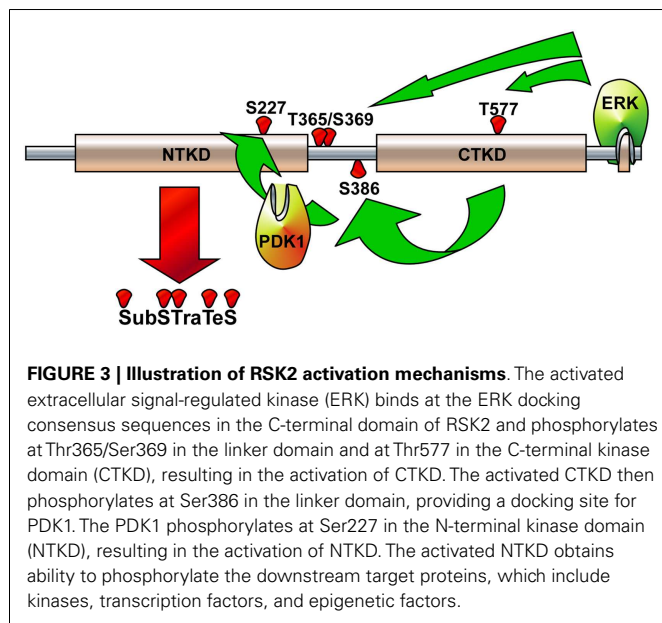 S227
T365/S369
T577
ERK
NTKD
CTKD
S386
PDK1
SubSTraTeS
FIGURE 3 | Illustration of RSK2 activation mechanisms. The activated
extracellular signal-regulated kinase (ERK) binds at the ERK docking
consensus sequences in the C-terminal domain of RSK2 and phosphorylates
at Thr365/Ser369 in the linker domain and at Thr577 in the C-terminal kinase
domain (CTKD), resulting in the activation of CTKD. The activated CTKD then
phosphorylates at Ser386 in the linker domain, providing a docking site for
PDK1. The PDK1 phosphorylates at Ser227 in the N-terminal kinase domain
(NTKD), resulting in the activation of NTKD. The activated NTKD obtains
ability to phosphorylate the downstream target proteins, which include
kinases, transcription factors, and epigenetic factors.